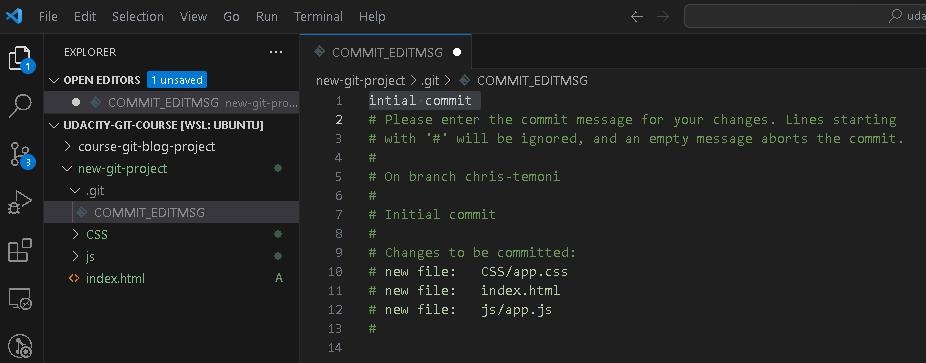 File Edit Selection View Go Run Terminal Help
uda
EXPLORER ...
OPEN EDITORS 1 unsaved
COMMIT_EDITMSG new-git-pro...
UDACITY-GIT-COURSE [WSL: UBUNTU]
course-git-blog-project
new-git-project
.git
COMMIT_EDITMSG
CSS
js
index.html A
1
3
COMMIT_EDITMSG
new-git-project > .git > COMMIT_EDITMSG
1 intial commit
2 # Please enter the commit message for your changes. Lines starting
3 # with '#' will be ignored, and an empty message aborts the commit.
4 #
5 # On branch chris-temoni
6 #
7 # Initial commit
8 #
9 # Changes to be committed:
10 # new file:   CSS/app.css
11 # new file:   index.html
12 # new file:   js/app.js
13 #
14